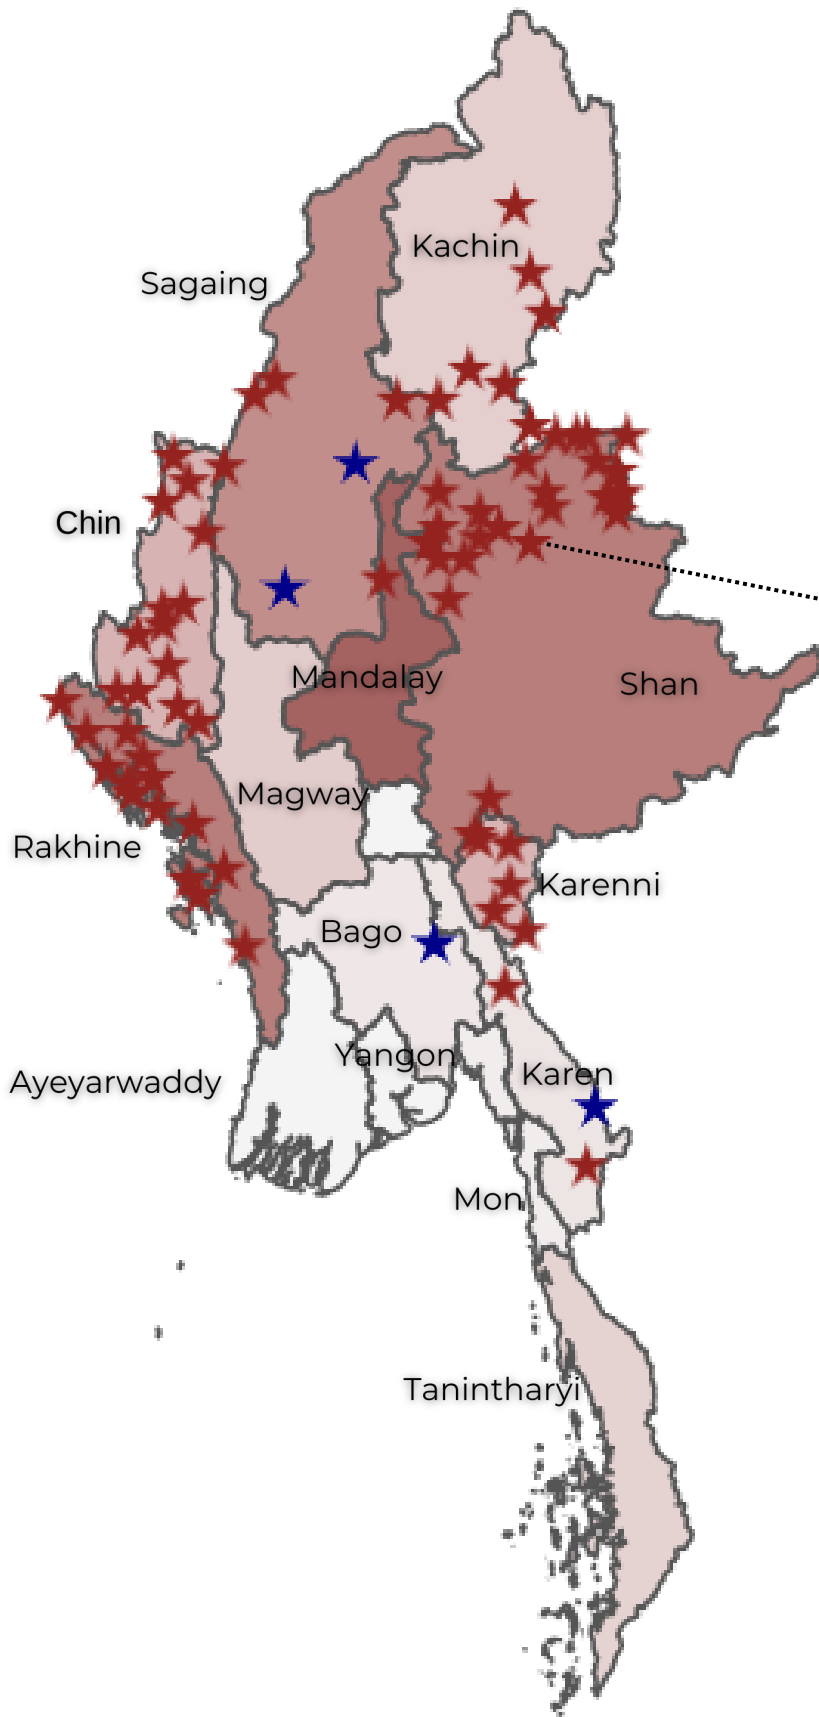 Kachin
Sagaing
Chin
Mandalay
Shan
Magway
Rakhine
Karenni
Bago
Yangon
Karen
Ayeyarwaddy
Mon
Tanintharyi